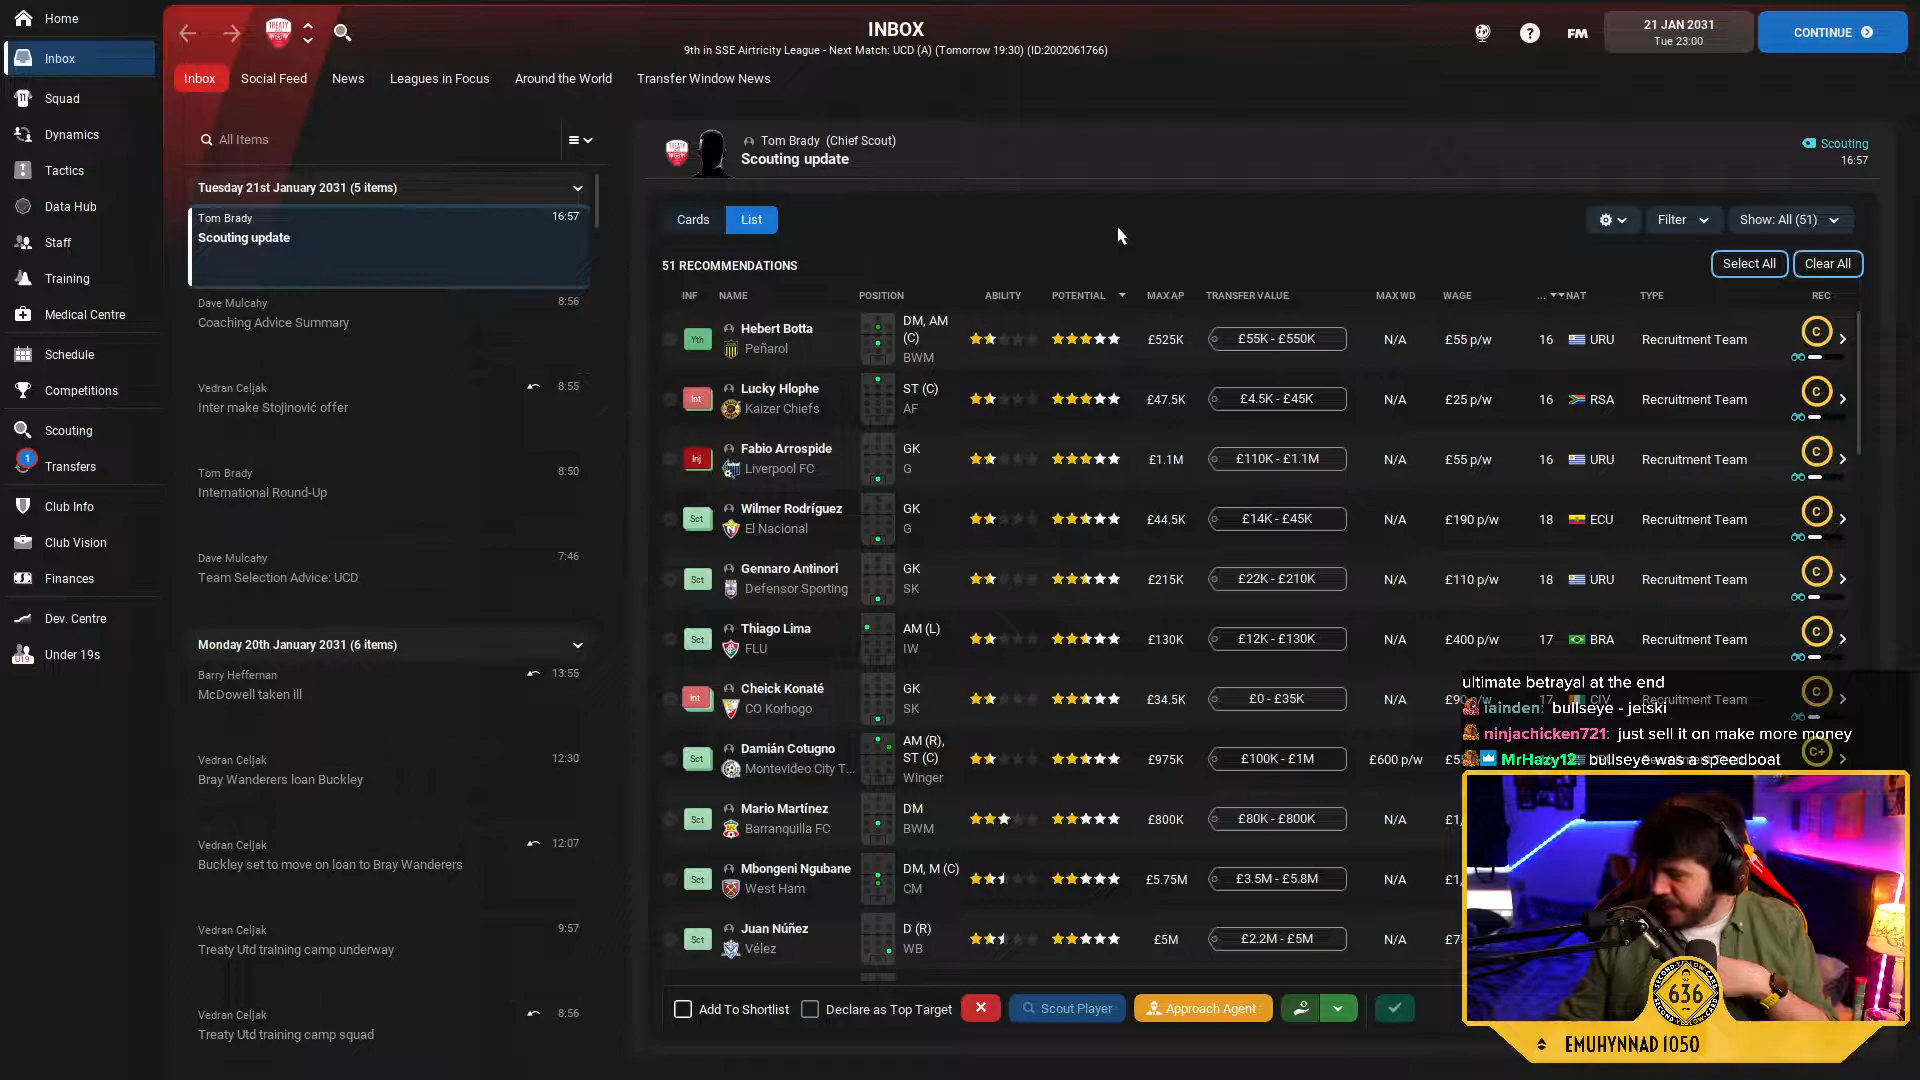 Home
Inbox
Squad
Dynamics
Tactics
Data Hub
Staff
Training
Medical Centre
Schedule
Competitions
Scouting
1
Transfers
Club Info
Club Vision
Finances
Dev. Centre
U19
Under 19s
TREATY
INBOX
9th in SSE Airtricity League - Next Match: UCD (A) (Tomorrow 19:30) (ID:2002061766)
?
FM
21 JAN 2031
Tue 23:00
CONTINUE
Inbox
Social Feed
News
Leagues in Focus
Around the World
Transfer Window News
All Items
Tuesday 21st January 2031 (5 items)
Tom Brady 16:57
Scouting update
Dave Mulcahy 8:56
Coaching Advice Summary
Vedran Celjak 8:55
Inter make Stojinović offer
Tom Brady 8:50
International Round-Up
Dave Mulcahy 7:46
Team Selection Advice: UCD
Monday 20th January 2031 (6 items)
Barry Heffernan 13:55
McDowell taken ill
Vedran Celjak 12:30
Bray Wanderers loan Buckley
Vedran Celjak 12:07
Buckley set to move on loan to Bray Wanderers
Vedran Celjak 9:57
Treaty Utd training camp underway
Vedran Celjak 8:56
Treaty Utd training camp squad
Tom Brady (Chief Scout)
Scouting update
Scouting
16:57
Cards
List
Filter
Show: All (51)
51 RECOMMENDATIONS
Select All
Clear All
INF NAME POSITION ABILITY POTENTIAL MAX AP TRANSFER VALUE MAX WD WAGE ... NAT TYPE REC
Yth Hebert Botta Peñarol DM, AM (C) BWM £525K £55K - £550K N/A £55 p/w 16 URU Recruitment Team C
Int Lucky Hlophe Kaizer Chiefs ST (C) AF £47.5K £4.5K - £45K N/A £25 p/w 16 RSA Recruitment Team C
Inj Fabio Arrospide Liverpool FC GK G £1.1M £110K - £1.1M N/A £55 p/w 16 URU Recruitment Team C
Sct Wilmer Rodríguez El Nacional GK G £44.5K £14K - £45K N/A £190 p/w 18 ECU Recruitment Team C
Sct Gennaro Antinori Defensor Sporting GK SK £215K £22K - £210K N/A £110 p/w 18 URU Recruitment Team C
Sct Thiago Lima FLU AM (L) IW £130K £12K - £130K N/A £400 p/w 17 BRA Recruitment Team C
Int Cheick Konaté CO Korhogo GK SK £34.5K £0 - £35K N/A 17 CIV Recruitment Team C
Sct Damián Cotugno Montevideo City T... AM (R), ST (C) Winger £975K £100K - £1M £600 p/w C+
Sct Mario Martínez Barranquilla FC DM BWM £800K £80K - £800K N/A
Sct Mbongeni Ngubane West Ham DM, M (C) CM £5.75M £3.5M - £5.8M N/A
Sct Juan Núñez Vélez D (R) WB £5M £2.2M - £5M N/A
Add To Shortlist
Declare as Top Target
Scout Player
Approach Agent
ultimate betrayal at the end
iainden: bullseye - jetski
ninjachicken721: just sell it on make more money
MrHazy12: bullseye was a speedboat
SECOND YELLOW CARD
636
EMUHYNNAD 1050